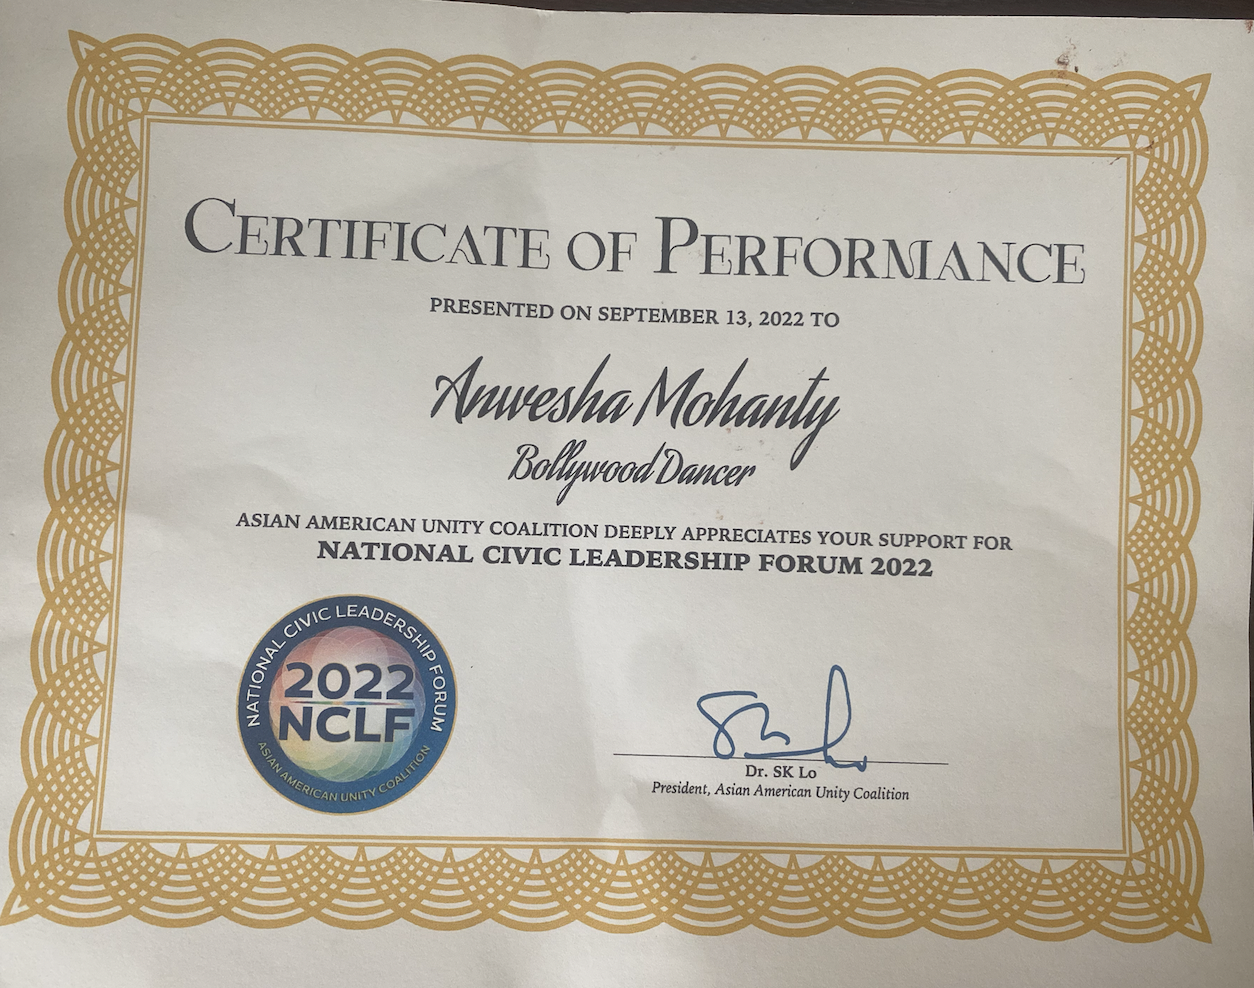 CERTIFICATE OF PERFORMANCE
PRESENTED ON SEPTEMBER 13, 2022 TO
Anwesha Mohanty
Bollywood Dancer
ASIAN AMERICAN UNITY COALITION DEEPLY APPRECIATES YOUR SUPPORT FOR
NATIONAL CIVIC LEADERSHIP FORUM 2022
NATIONAL CIVIC LEADERSHIP FORUM
2022
NCLF
ASIAN AMERICAN UNITY COALITION
SK Lo
Dr. SK Lo
President, Asian American Unity Coalition